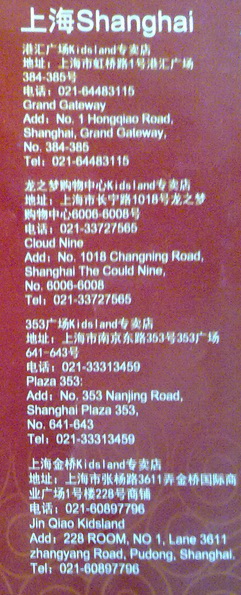 上海Shanghai
港汇广场Kidsland专卖店
地址：上海市虹桥路1号港汇广场
384-385号
电话：021-64483115
Grand Gateway
Add：No. 1 Hongqiao Road,
Shanghai, Grand Gateway,
No. 384-385
Tel：021-64483115
龙之梦购物中心Kidsland专卖店
地址：上海市长宁路1018号龙之梦
购物中心6006-6008号
电话：021-33727565
Cloud Nine
Add：No. 1018 Changning Road,
Shanghai The Could Nine,
No. 6006-6008
Tel：021-33727565
353广场Kidsland专卖店
地址：上海市南京东路353号353广场
641-643号
电话：021-33313459
Plaza 353:
Add：No. 353 Nanjing Road,
Shanghai Plaza 353,
No. 641-643
Tel：021-33313459
上海金桥Kidsland专卖店
地址：上海市张杨路3611弄金桥国际商
业广场1号楼228号商铺
电话：021-60897796
Jin Qiao Kidsland
Add：228 ROOM, NO 1, Lane 3611
zhangyang Road, Pudong, Shanghai.
Tel：021-60897796